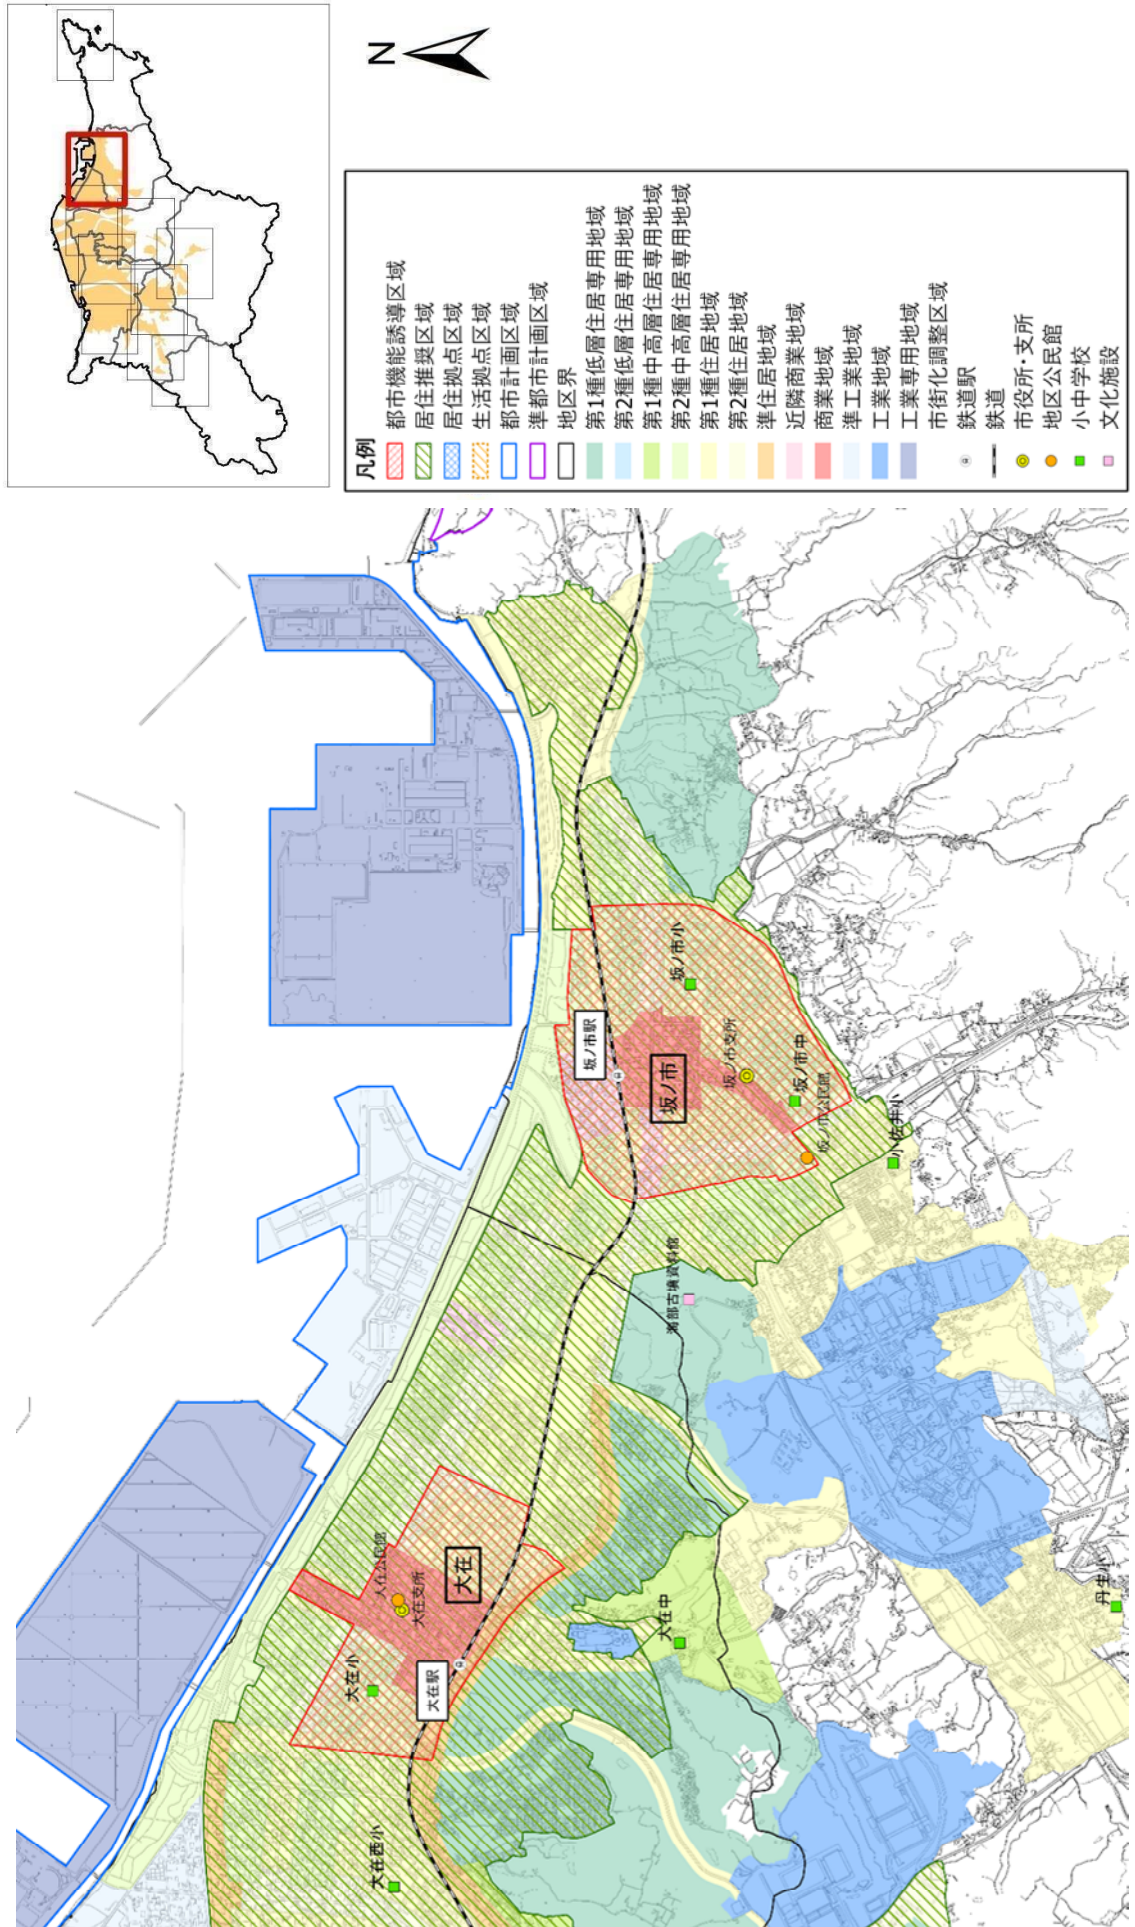 N
凡例
都市機能誘導区域
居住推奨区域
居住拠点区域
生活拠点区域
都市計画区域
準都市計画区域
地区界
第1種低層住居専用地域
第2種低層住居専用地域
第1種中高層住居専用地域
第2種中高層住居専用地域
第1種住居地域
第2種住居地域
準住居地域
近隣商業地域
商業地域
準工業地域
工業地域
工業専用地域
市街化調整区域
鉄道駅
鉄道
市役所・支所
地区公民館
小中学校
文化施設
大在公民館
大在支所
大在
大在小
大在駅
大在西小
大在中
丹生小
海部古墳資料館
坂ノ市駅
坂ノ市
坂ノ市小
坂ノ市支所
坂ノ市中
坂ノ市公民館
小佐井小